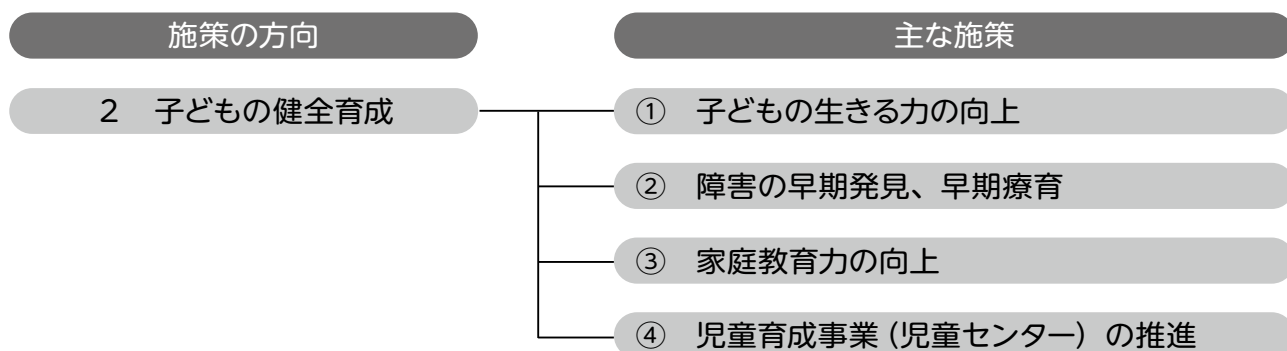 施策の方向
主な施策
２　子どもの健全育成
①　子どもの生きる力の向上
②　障害の早期発見、早期療育
③　家庭教育力の向上
④　児童育成事業（児童センター）の推進